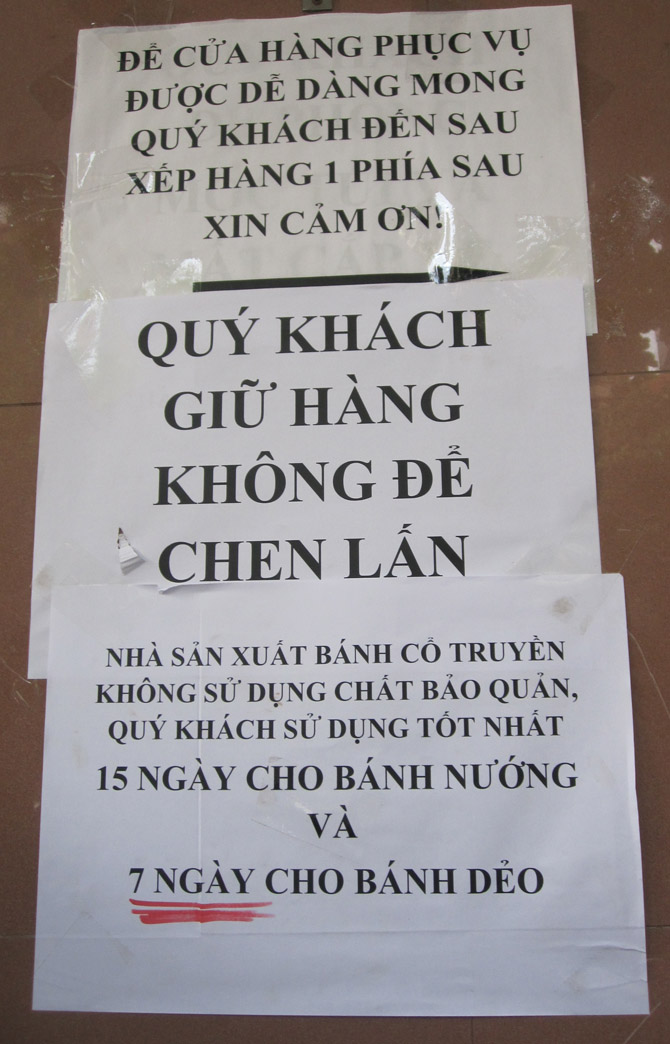 ĐỂ CỬA HÀNG PHỤC VỤ
ĐƯỢC DỄ DÀNG MONG
QUÝ KHÁCH ĐẾN SAU
XẾP HÀNG 1 PHÍA SAU
XIN CẢM ƠN!
QUÝ KHÁCH
GIỮ HÀNG
KHÔNG ĐỂ
CHEN LẤN
NHÀ SẢN XUẤT BÁNH CỔ TRUYỀN
KHÔNG SỬ DỤNG CHẤT BẢO QUẢN,
QUÝ KHÁCH SỬ DỤNG TỐT NHẤT
15 NGÀY CHO BÁNH NƯỚNG
VÀ
7 NGÀY CHO BÁNH DẺO